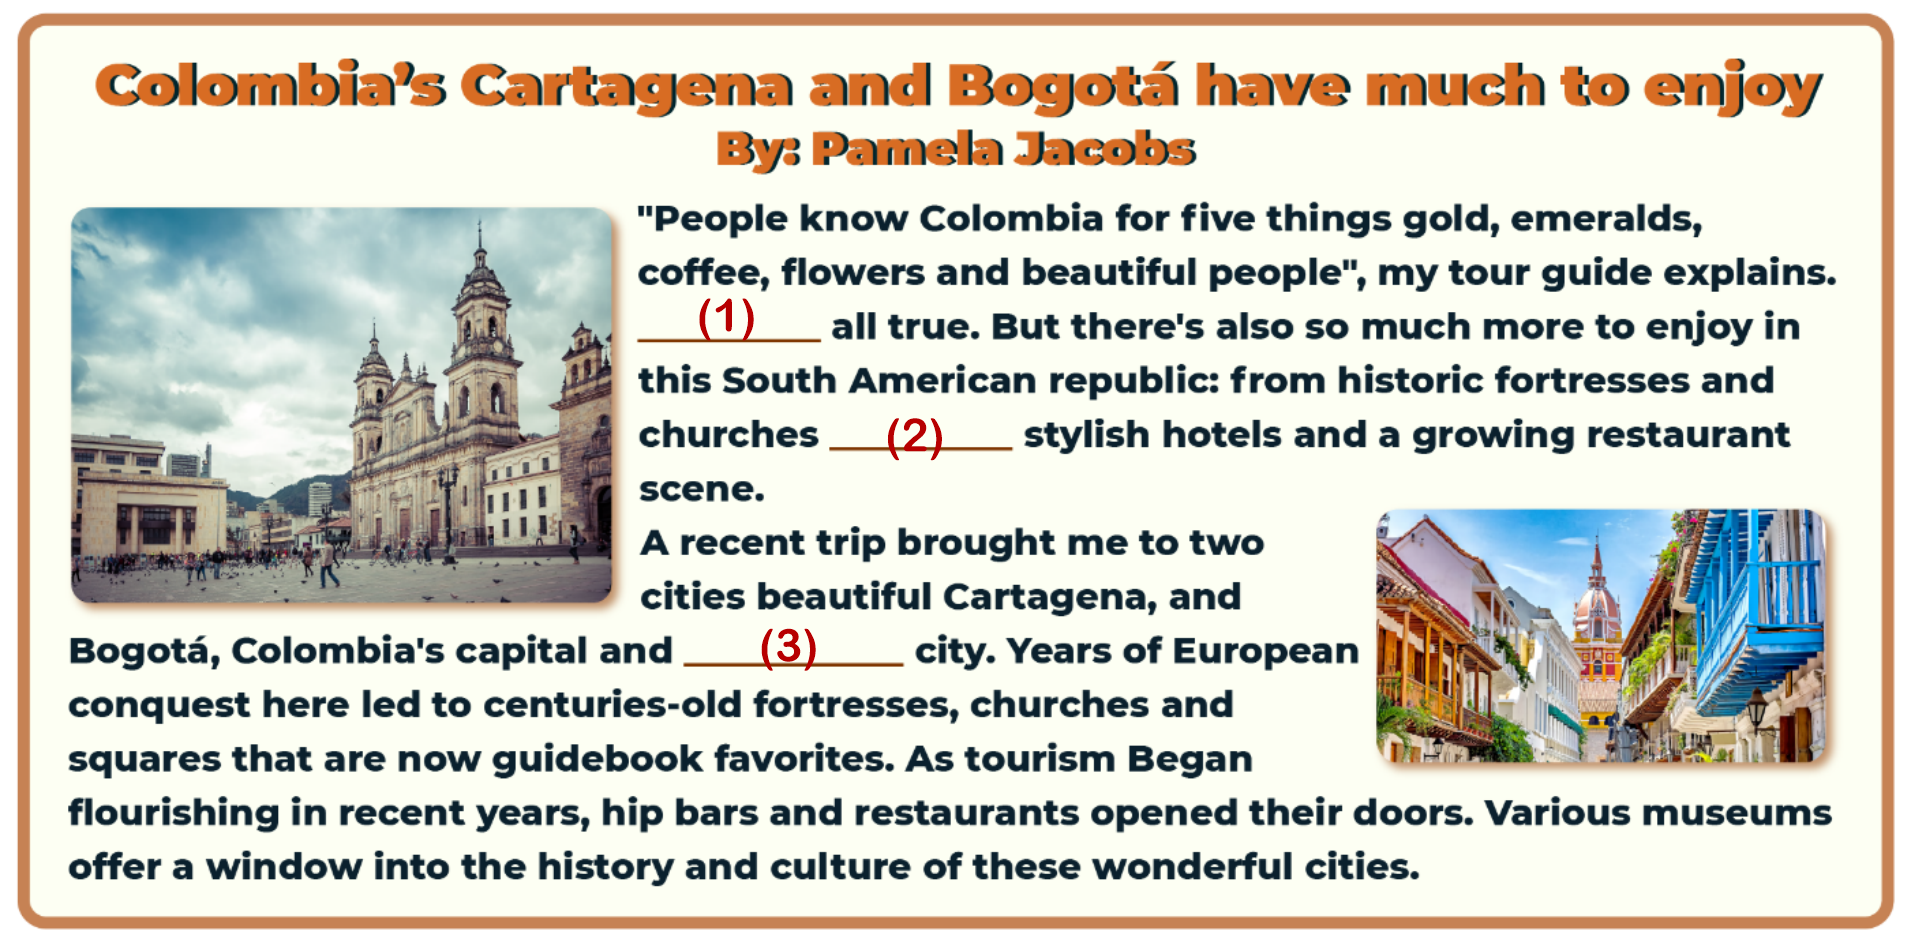 Colombia’s Cartagena and Bogotá have much to enjoy
By: Pamela Jacobs
"People know Colombia for five things gold, emeralds,
coffee, flowers and beautiful people", my tour guide explains.
(1) all true. But there's also so much more to enjoy in
this South American republic: from historic fortresses and
churches (2) stylish hotels and a growing restaurant
scene.
A recent trip brought me to two
cities beautiful Cartagena, and
Bogotá, Colombia's capital and (3) city. Years of European
conquest here led to centuries-old fortresses, churches and
squares that are now guidebook favorites. As tourism Began
flourishing in recent years, hip bars and restaurants opened their doors. Various museums
offer a window into the history and culture of these wonderful cities.